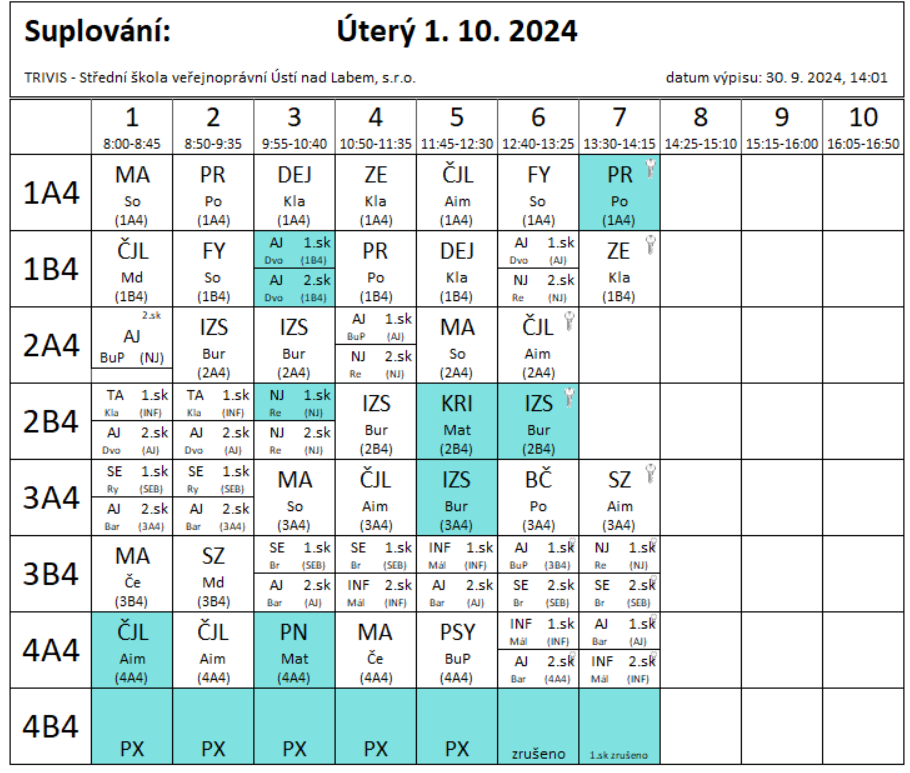 Suplování: Úterý 1. 10. 2024
TRIVIS - Střední škola veřejnoprávní Ústí nad Labem, s.r.o. datum výpisu: 30. 9. 2024, 14:01
1 2 3 4 5 6 7 8 9 10
8:00-8:45 8:50-9:35 9:55-10:40 10:50-11:35 11:45-12:30 12:40-13:25 13:30-14:15 14:25-15:10 15:15-16:00 16:05-16:50
1A4
MA PR DEJ ZE ČJL FY PR
So Po Kla Kla Aim So Po
(1A4) (1A4) (1A4) (1A4) (1A4) (1A4) (1A4)
1B4
ČJL FY AJ 1.sk PR DEJ AJ 1.sk ZE
Dvo (1B4) Dvo (AJ)
Md So AJ 2.sk Po Kla NJ 2.sk Kla
(1B4) (1B4) Dvo (1B4) (1B4) (1B4) Re (NJ) (1B4)
2A4
2.sk IZS IZS AJ 1.sk MA ČJL
AJ BuP (AJ)
BuP (NJ) Bur Bur NJ 2.sk So Aim
(2A4) (2A4) Re (NJ) (2A4) (2A4)
2B4
TA 1.sk TA 1.sk NJ 1.sk IZS KRI IZS
Kla (INF) Kla (INF) Re (NJ)
AJ 2.sk AJ 2.sk NJ 2.sk Bur Mat Bur
Dvo (AJ) Dvo (AJ) Re (NJ) (2B4) (2B4) (2B4)
3A4
SE 1.sk SE 1.sk MA ČJL IZS BČ SZ
Ry (SEB) Ry (SEB)
AJ 2.sk AJ 2.sk So Aim Bur Po Aim
Bar (3A4) Bar (3A4) (3A4) (3A4) (3A4) (3A4) (3A4)
3B4
MA SZ SE 1.sk SE 1.sk INF 1.sk AJ 1.sk NJ 1.sk
Br (SEB) Br (SEB) Mál (INF) BuP (3B4) Re (NJ)
Če Md AJ 2.sk INF 2.sk AJ 2.sk SE 2.sk SE 2.sk
(3B4) (3B4) Bar (AJ) Mál (INF) Bar (AJ) Br (SEB) Br (SEB)
4A4
ČJL ČJL PN MA PSY INF 1.sk AJ 1.sk
Mál (INF) Bar (AJ)
Aim Aim Mat Če BuP AJ 2.sk INF 2.sk
(4A4) (4A4) (4A4) (4A4) (4A4) Bar (4A4) Mál (INF)
4B4
PX PX PX PX PX zrušeno 1.sk zrušeno